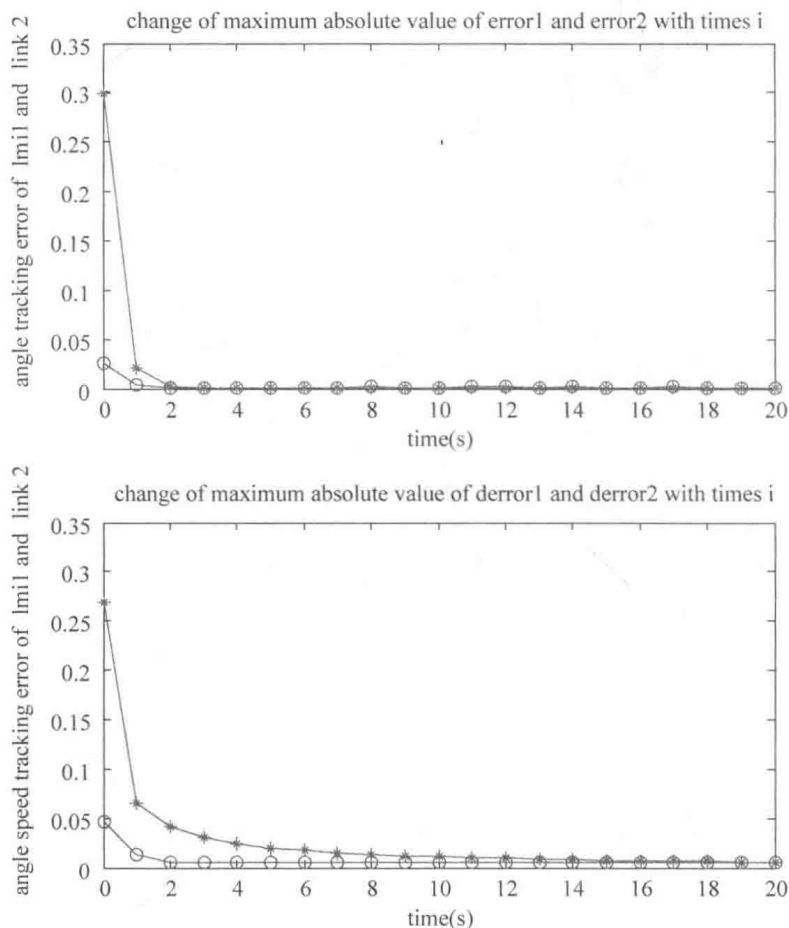 change of maximum absolute value of error1 and error2 with times i
angle tracking error of lmi1 and link 2
0.35
0.3
0.25
0.2
0.15
0.1
0.05
0
0 2 4 6 8 10 12 14 16 18 20
time(s)
change of maximum absolute value of derror1 and derror2 with times i
angle speed tracking error of lmi1 and link 2
0.35
0.3
0.25
0.2
0.15
0.1
0.05
0
0 2 4 6 8 10 12 14 16 18 20
time(s)